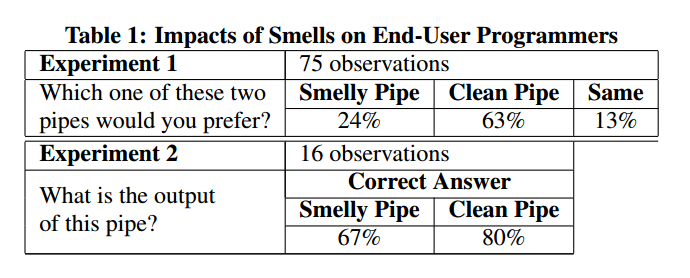 Table 1: Impacts of Smells on End-User Programmers
Experiment 1 75 observations
Which one of these two Smelly Pipe Clean Pipe Same
pipes would you prefer? 24% 63% 13%
Experiment 2 16 observations
What is the output Correct Answer
of this pipe? Smelly Pipe Clean Pipe
67% 80%